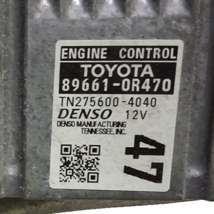 ENGINE CONTROL
TOYOTA
89661-0R470
TN275600-4040
DENSO 12V
DENSO MANUFACTURING
TENNESSEE, INC.
47